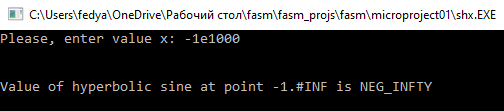 C:\Users\fedya\OneDrive\Рабочий стол\fasm\fasm_projs\fasm\microproject01\shx.EXE
Please, enter value x: -1e1000
Value of hyperbolic sine at point -1.#INF is NEG_INFTY